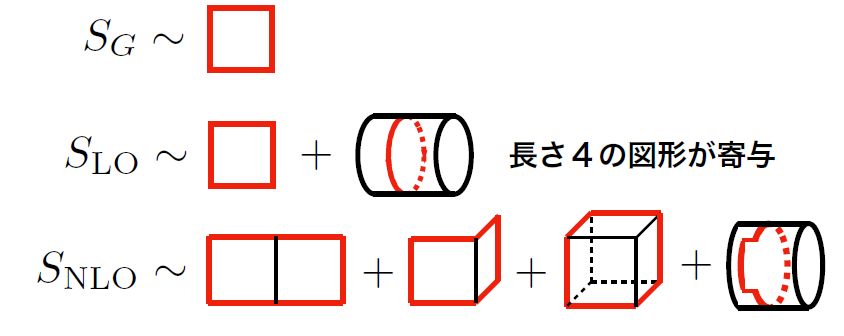 S_G ∼
S_LO ∼ + 長さ４の図形が寄与
S_NLO ∼ + + +